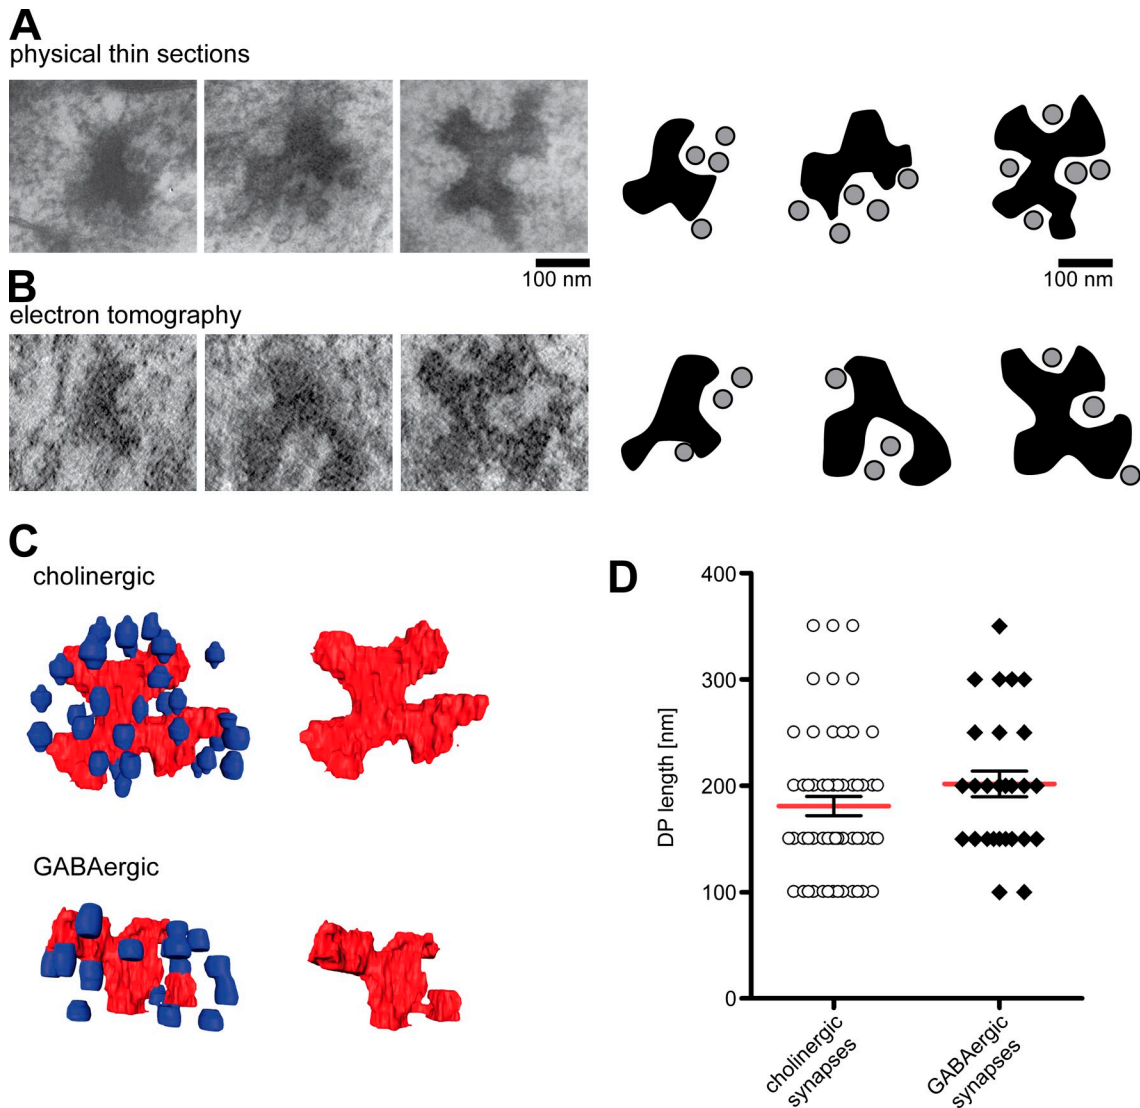 A
physical thin sections
100 nm
100 nm
B
electron tomography
C
cholinergic
GABAergic
D
400
300
200
100
0
DP length [nm]
cholinergic
synapses
GABAergic
synapses